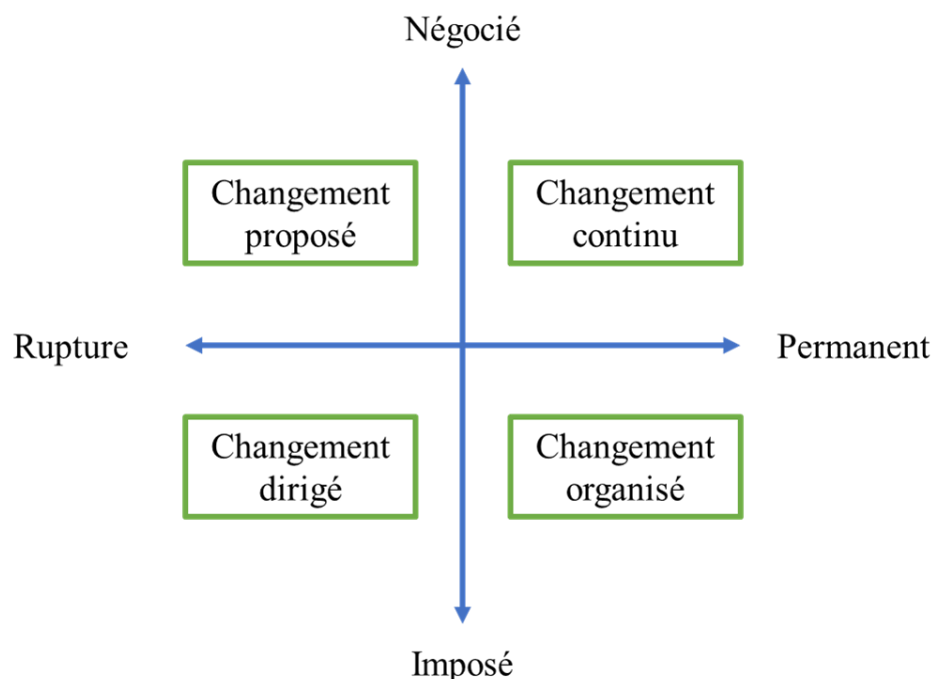 Négocié
Changement
proposé
Changement
continu
Rupture
Permanent
Changement
dirigé
Changement
organisé
Imposé